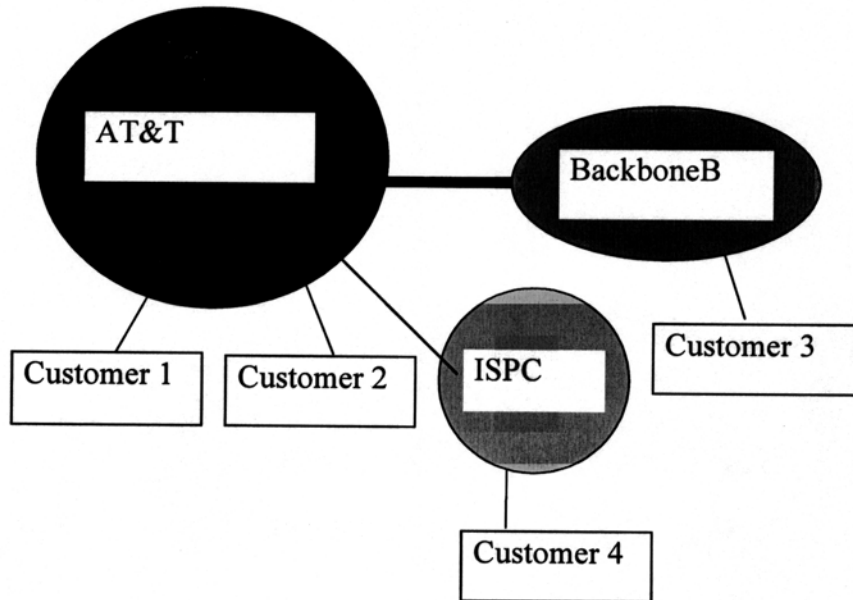 AT&T
BackboneB
Customer 1
Customer 2
ISPC
Customer 3
Customer 4